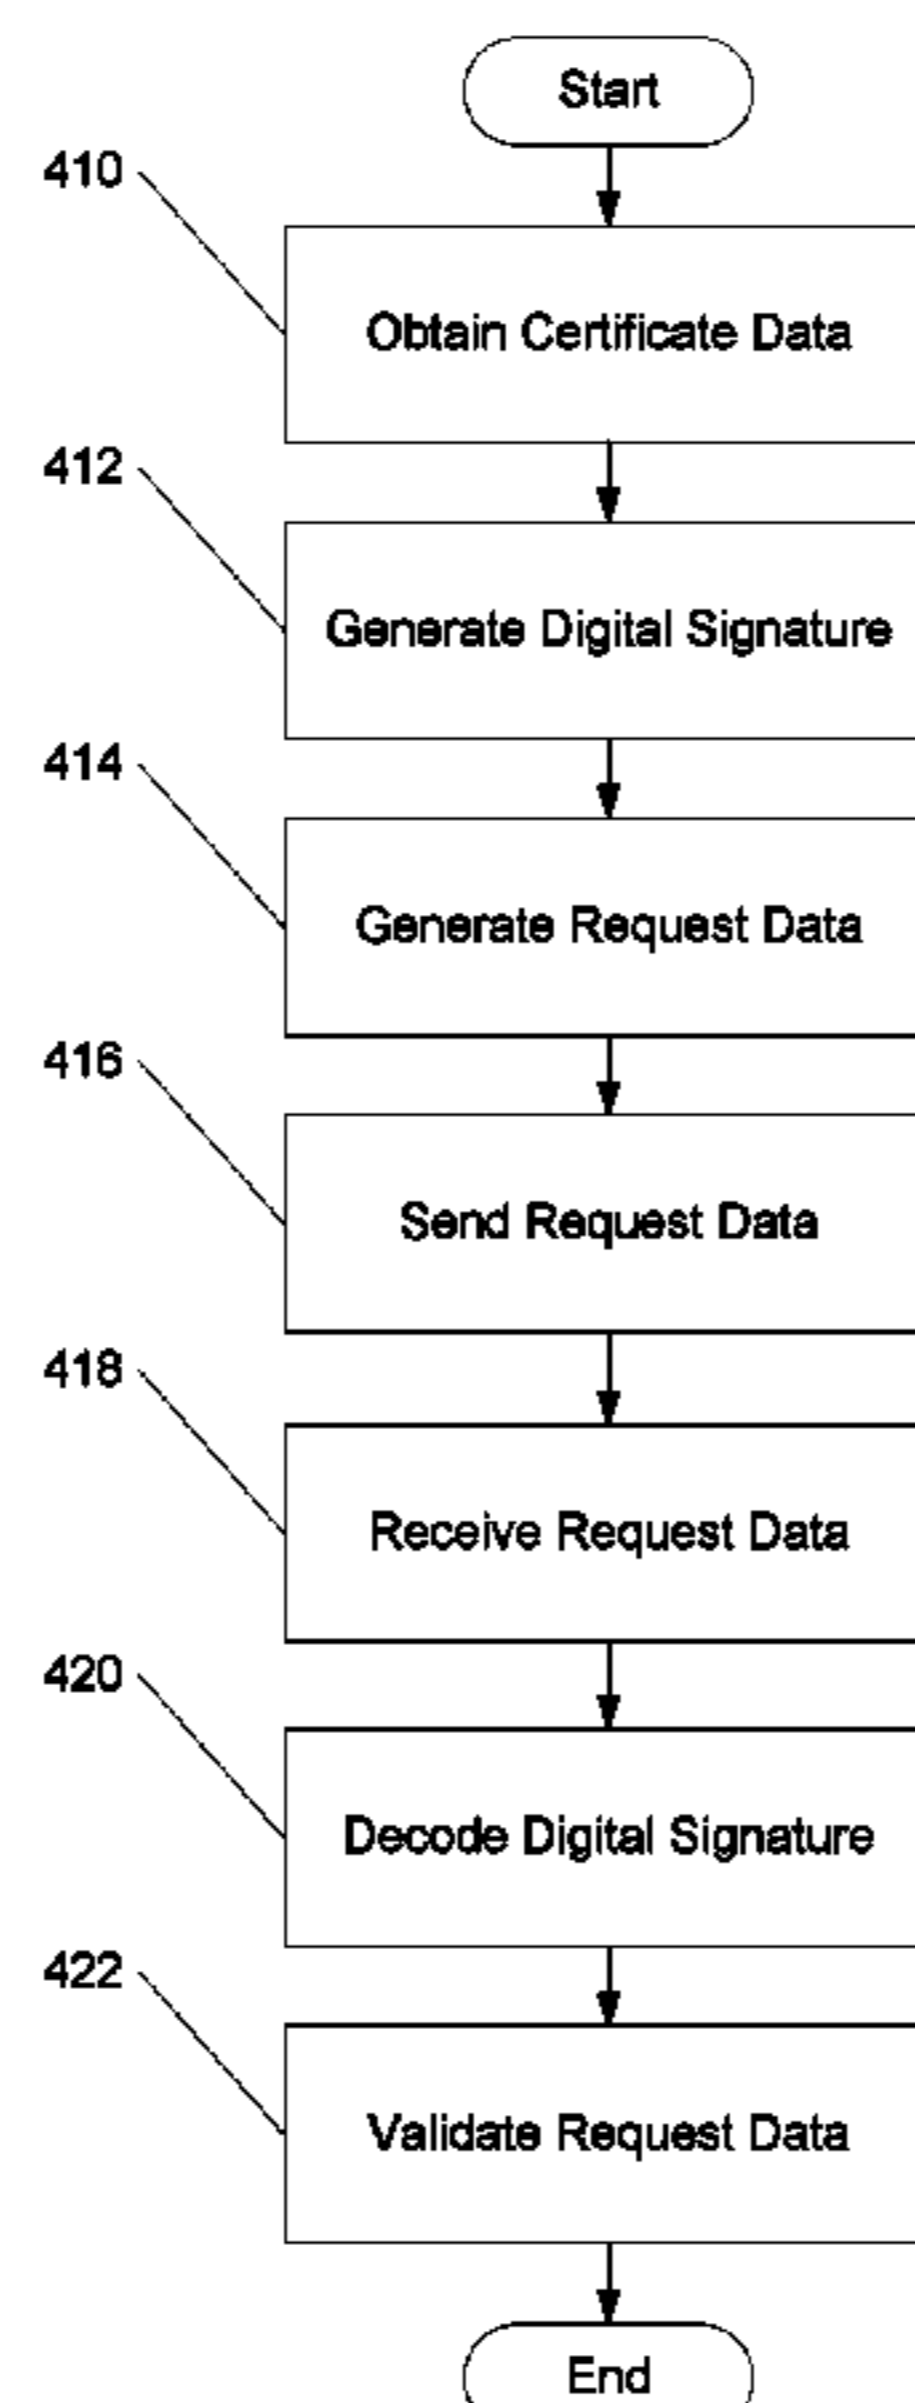 Start
410
Obtain Certificate Data
412
Generate Digital Signature
414
Generate Request Data
416
Send Request Data
418
Receive Request Data
420
Decode Digital Signature
422
Validate Request Data
End